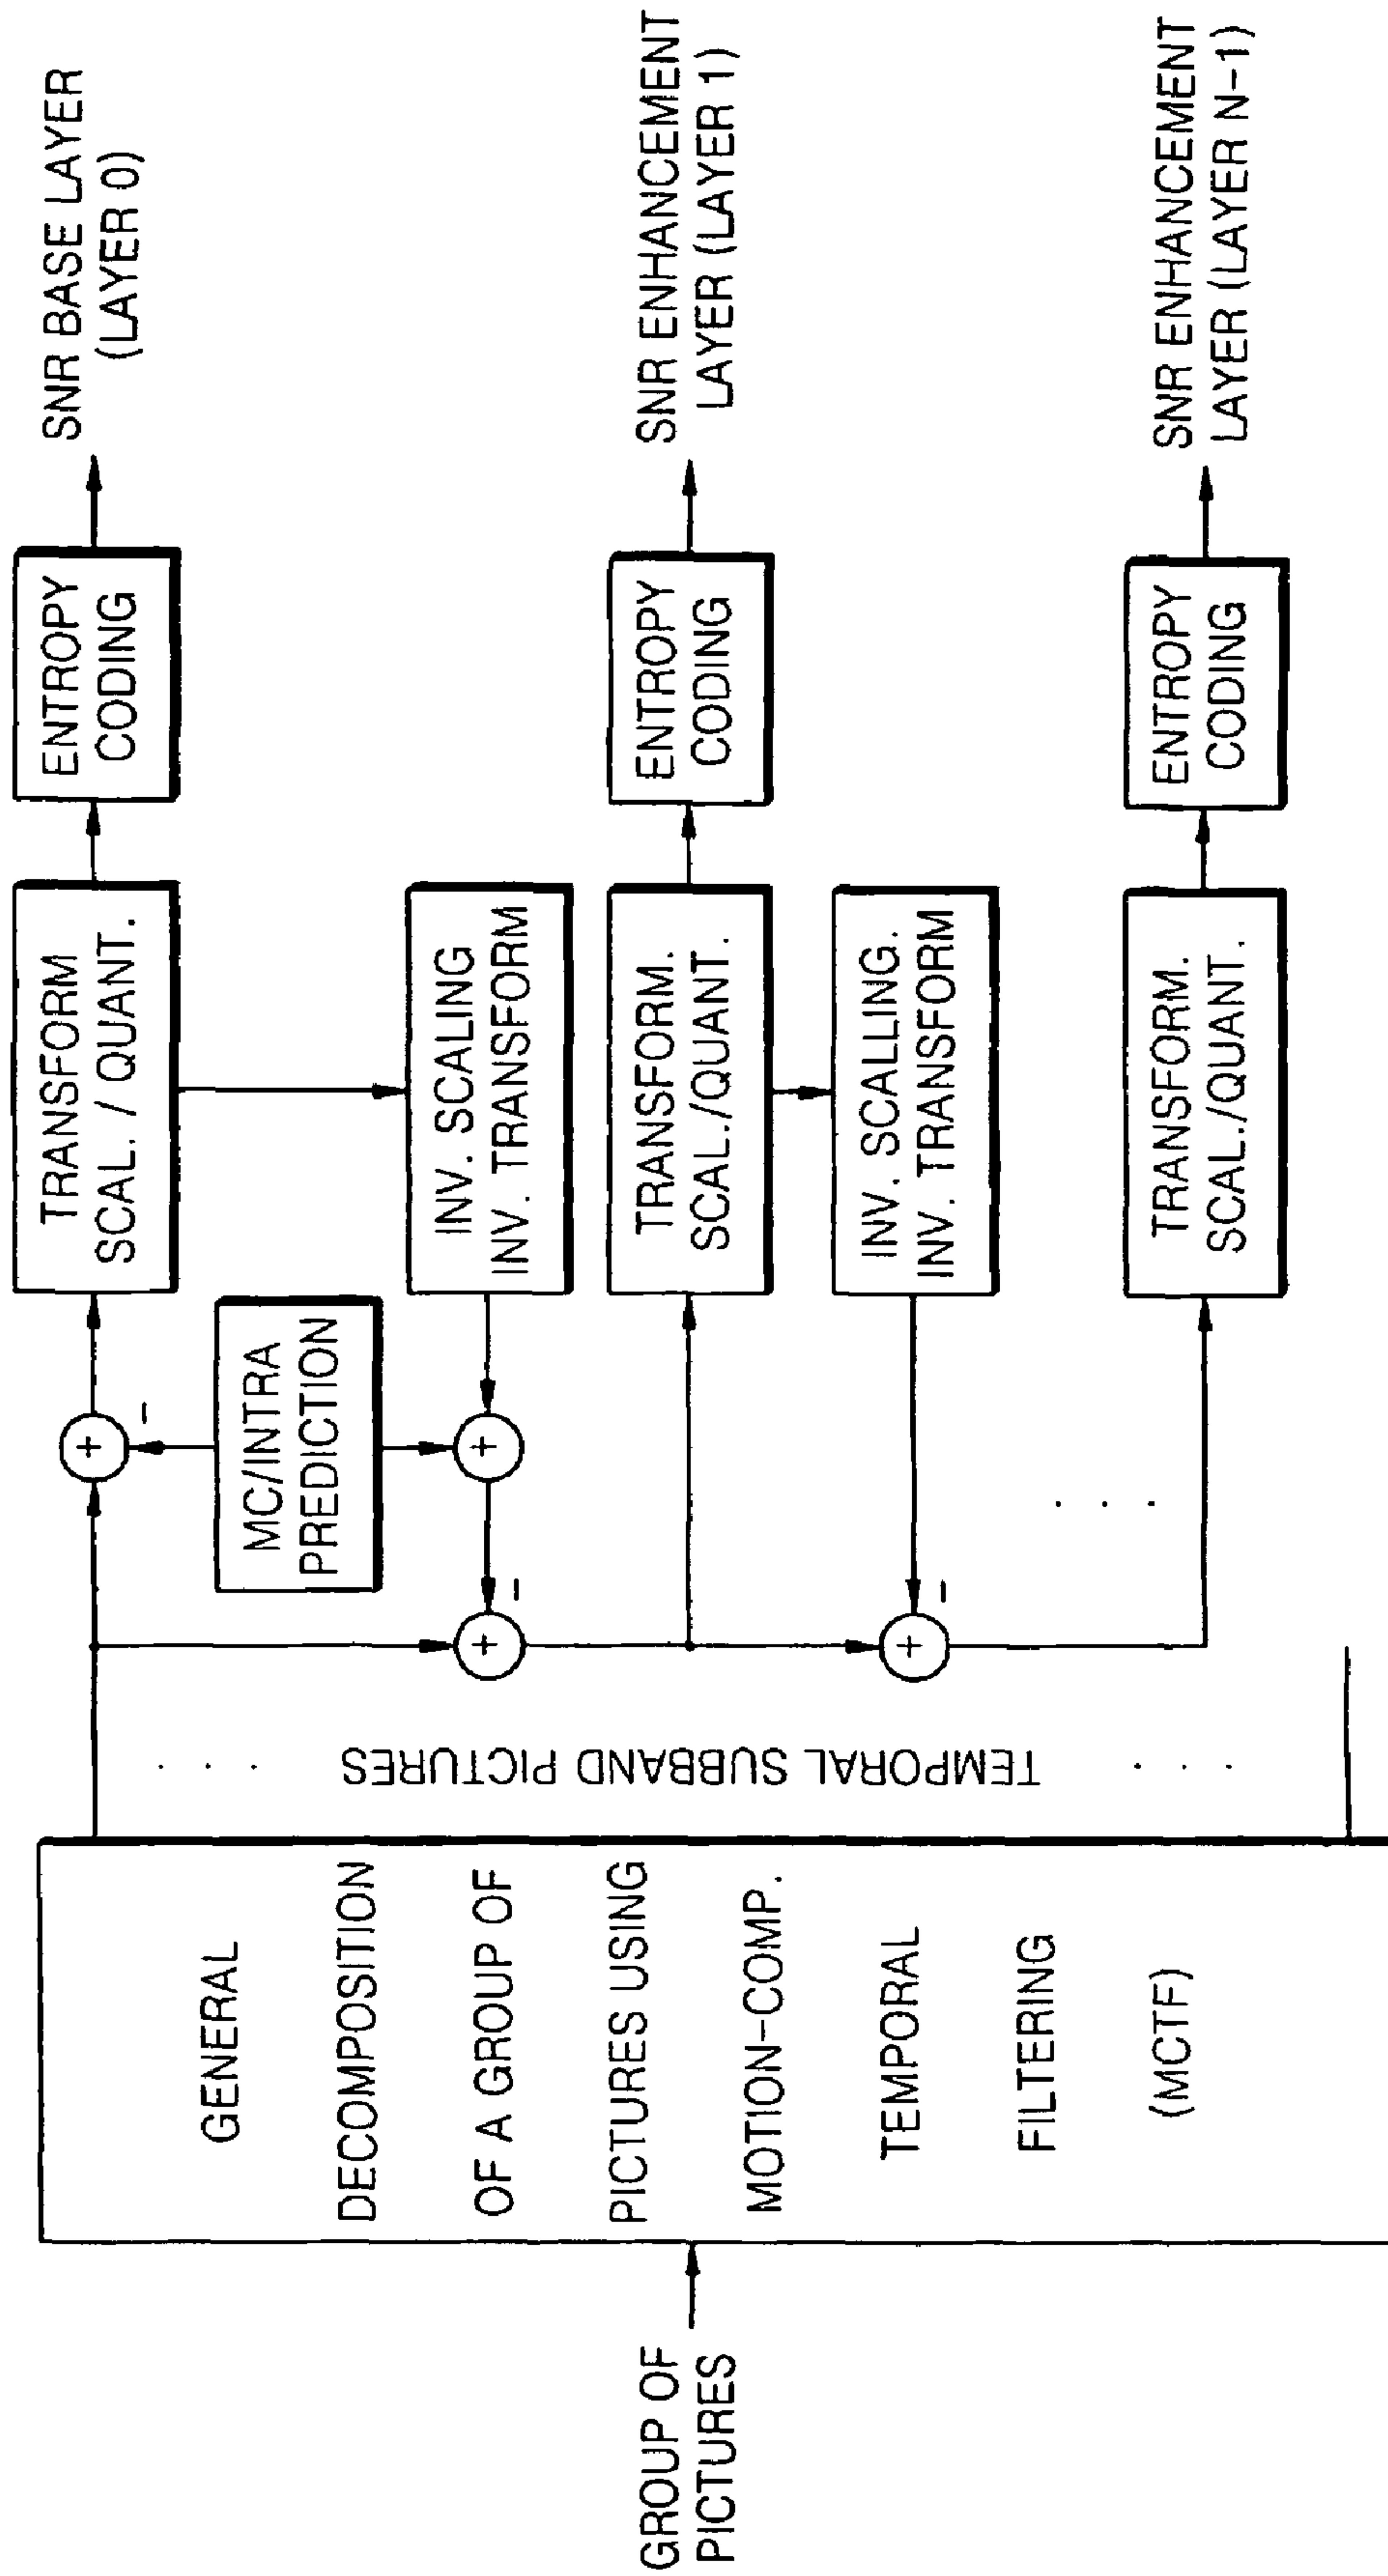 GROUP OF
PICTURES
GENERAL
DECOMPOSITION
OF A GROUP OF
PICTURES USING
MOTION-COMP.
TEMPORAL
FILTERING
(MCTF)
. . .
TEMPORAL SUBBAND PICTURES
. . .
+
-
MC/INTRA
PREDICTION
+
+
-
TRANSFORM
SCAL. / QUANT.
ENTROPY
CODING
SNR BASE LAYER
(LAYER 0)
INV. SCALING
INV. TRANSFORM
TRANSFORM.
SCAL./QUANT.
ENTROPY
CODING
SNR ENHANCEMENT
LAYER (LAYER 1)
INV. SCALLING.
INV. TRANSFORM
+
-
. . .
TRANSFORM.
SCAL./QUANT.
ENTROPY
CODING
SNR ENHANCEMENT
LAYER (LAYER N-1)